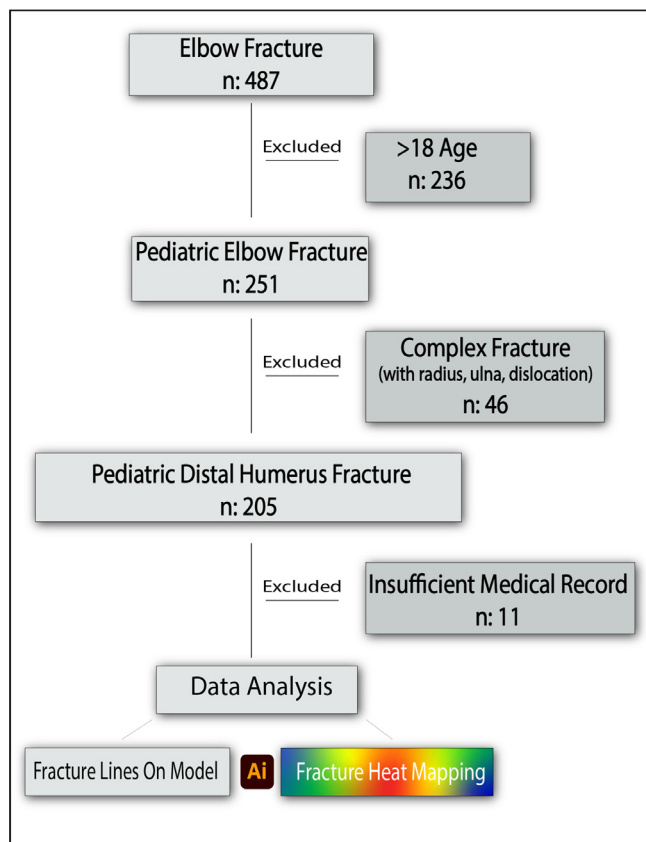 Elbow Fracture
n: 487
Excluded
>18 Age
n: 236
Pediatric Elbow Fracture
n: 251
Excluded
Complex Fracture
(with radius, ulna, dislocation)
n: 46
Pediatric Distal Humerus Fracture
n: 205
Excluded
Insufficient Medical Record
n: 11
Data Analysis
Fracture Lines On Model
Ai
Fracture Heat Mapping